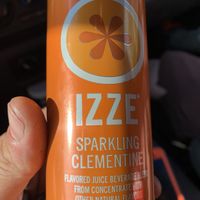 IZZE
SPARKLING
CLEMENTINE
FLAVORED JUICE BEVERAGE
FROM CONCENTRATE
OTHER NATURAL